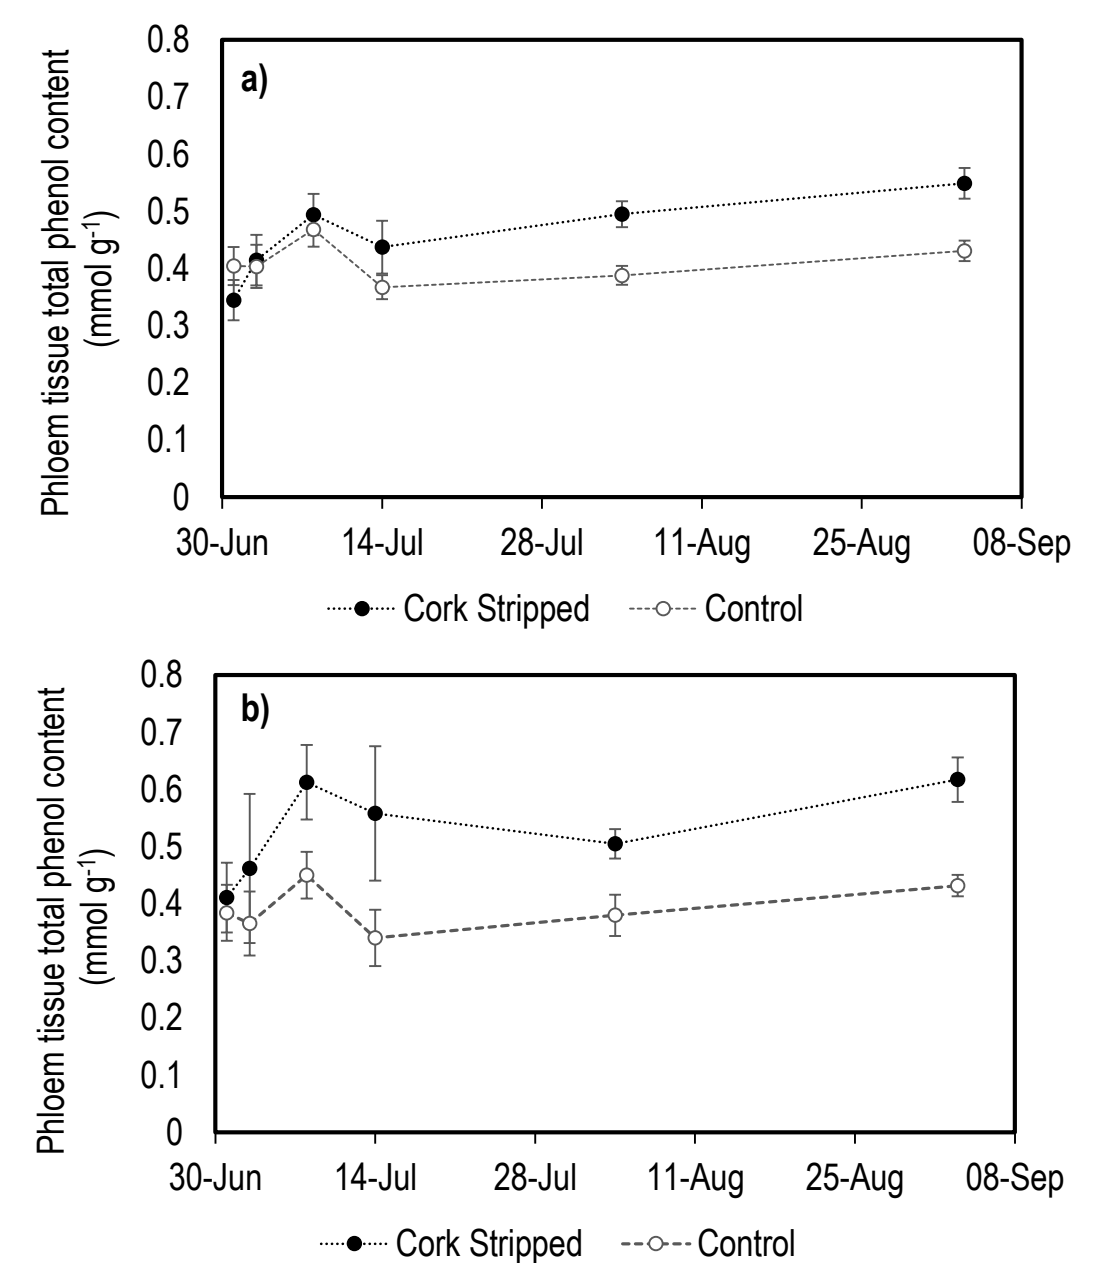 Phloem tissue total phenol content
(mmol g-1)
0.8
0.7
0.6
0.5
0.4
0.3
0.2
0.1
0
a)
30-Jun 14-Jul 28-Jul 11-Aug 25-Aug 08-Sep
Cork Stripped Control
Phloem tissue total phenol content
(mmol g-1)
0.8
0.7
0.6
0.5
0.4
0.3
0.2
0.1
0
b)
30-Jun 14-Jul 28-Jul 11-Aug 25-Aug 08-Sep
Cork Stripped Control